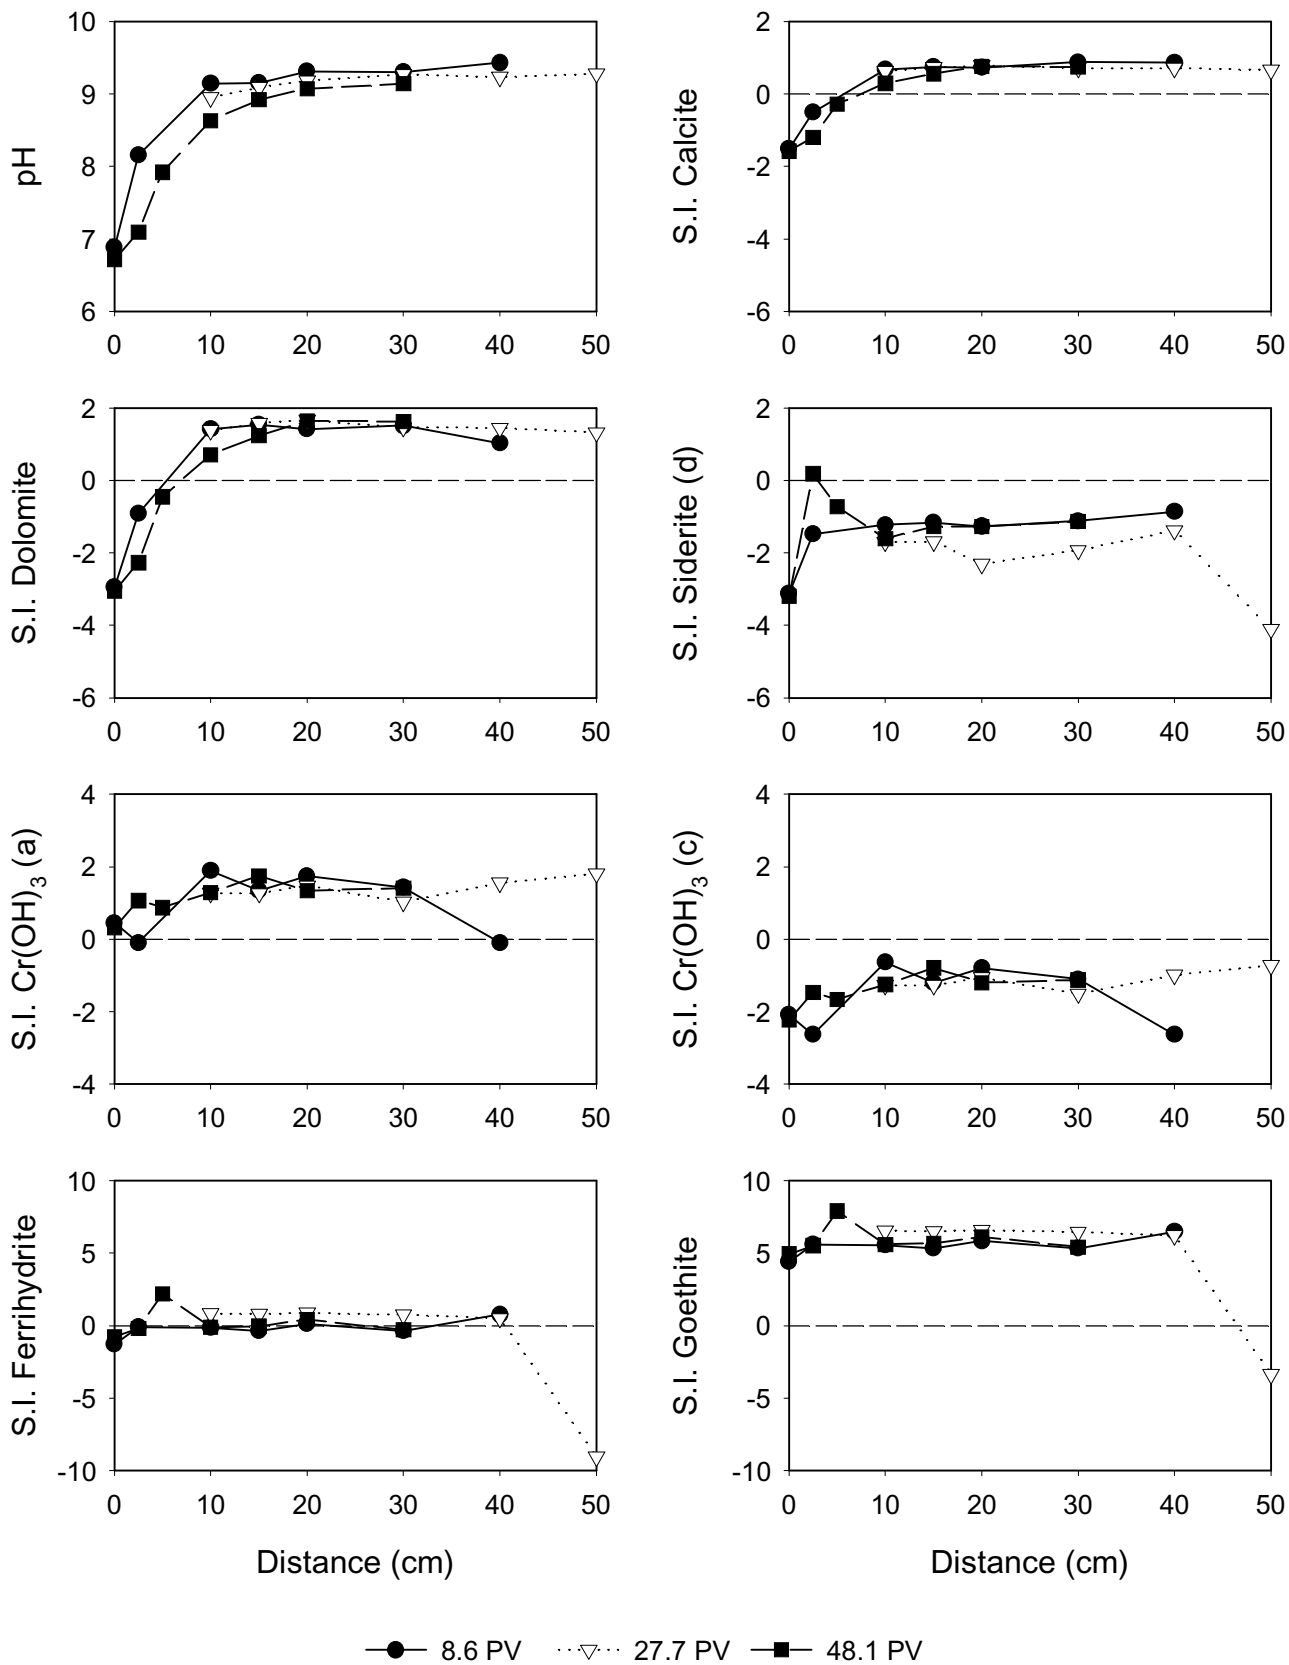 pH
10
9
8
7
6
0 10 20 30 40 50
S.I. Calcite
2
0
-2
-4
-6
0 10 20 30 40 50
S.I. Dolomite
2
0
-2
-4
-6
0 10 20 30 40 50
S.I. Siderite (d)
2
0
-2
-4
-6
0 10 20 30 40 50
S.I. Cr(OH)₃ (a)
4
2
0
-2
-4
0 10 20 30 40 50
S.I. Cr(OH)₃ (c)
4
2
0
-2
-4
0 10 20 30 40 50
S.I. Ferrihydrite
10
5
0
-5
-10
0 10 20 30 40 50
Distance (cm)
S.I. Goethite
10
5
0
-5
-10
0 10 20 30 40 50
Distance (cm)
8.6 PV 27.7 PV 48.1 PV